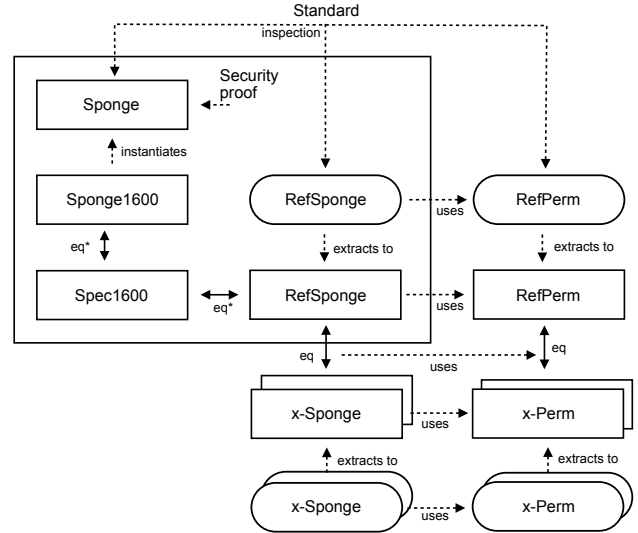 Standard
inspection
Security
proof
Sponge
instantiates
Sponge1600
RefSponge
uses
RefPerm
eq*
extracts to
extracts to
Spec1600
eq*
RefSponge
uses
RefPerm
eq
uses
eq
x-Sponge
uses
x-Perm
extracts to
extracts to
x-Sponge
uses
x-Perm